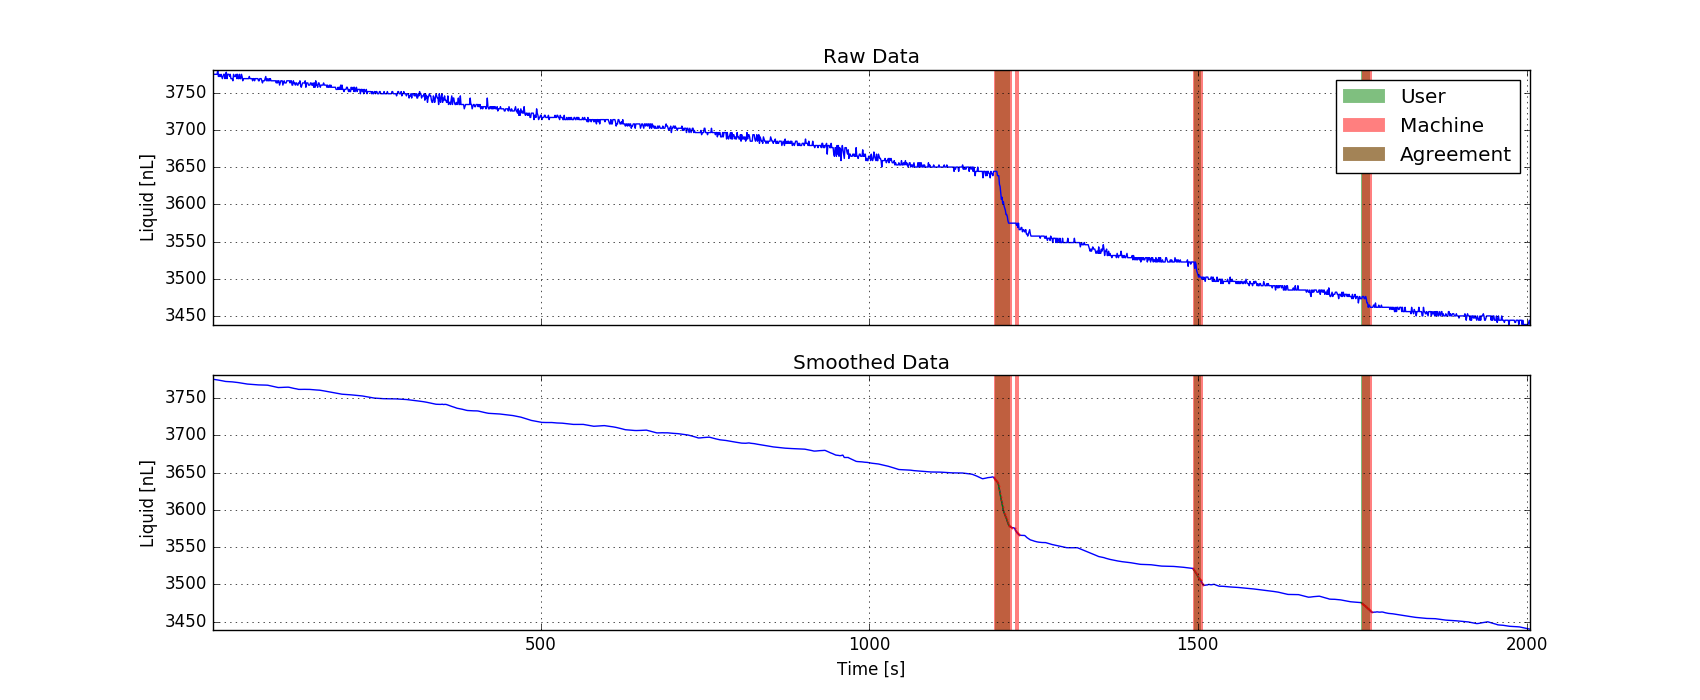 Raw Data
3750
3700
3650
3600
3550
3500
3450
Liquid [nL]
User
Machine
Agreement
Smoothed Data
3750
3700
3650
3600
3550
3500
3450
Liquid [nL]
500 1000 1500 2000
Time [s]